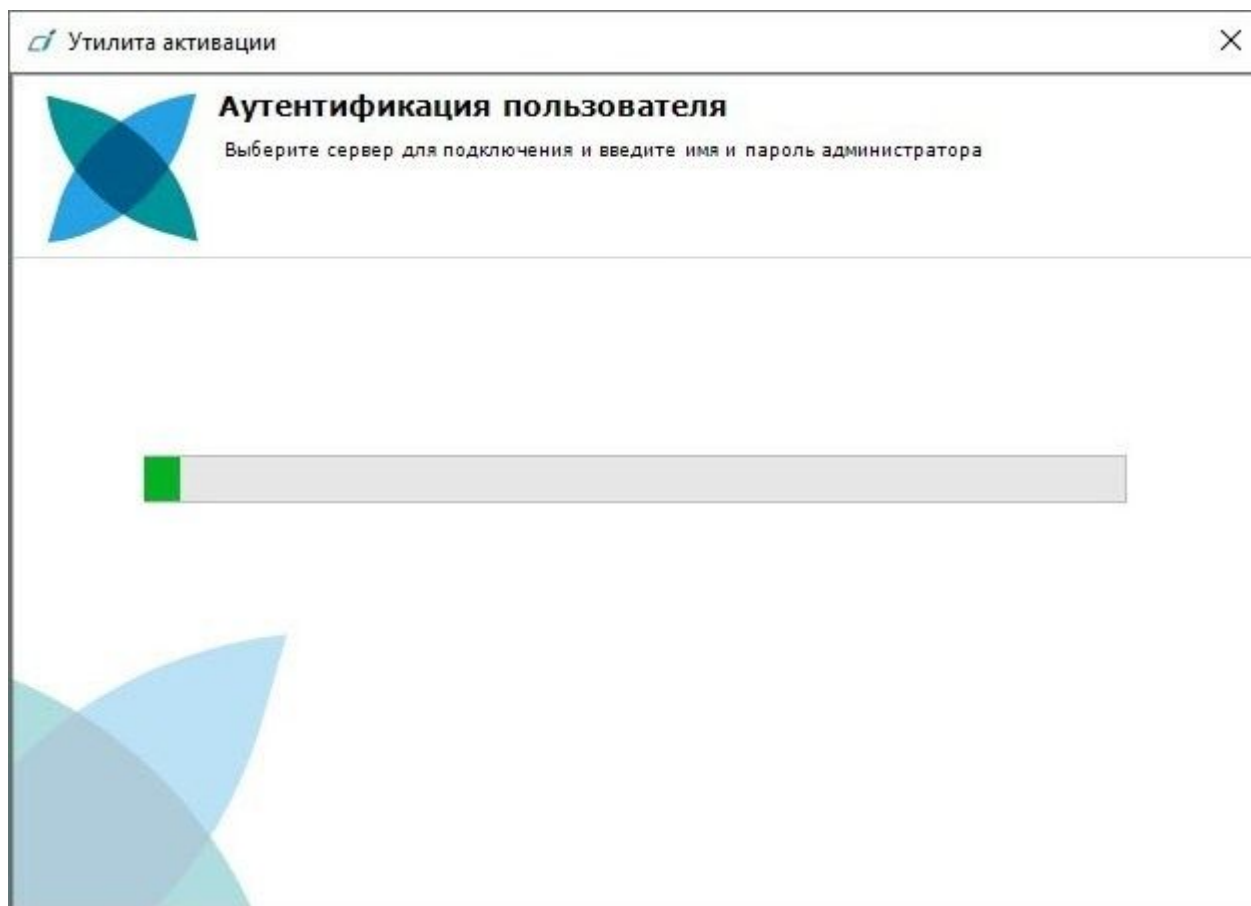 Утилита активации
Аутентификация пользователя
Выберите сервер для подключения и введите имя и пароль администратора